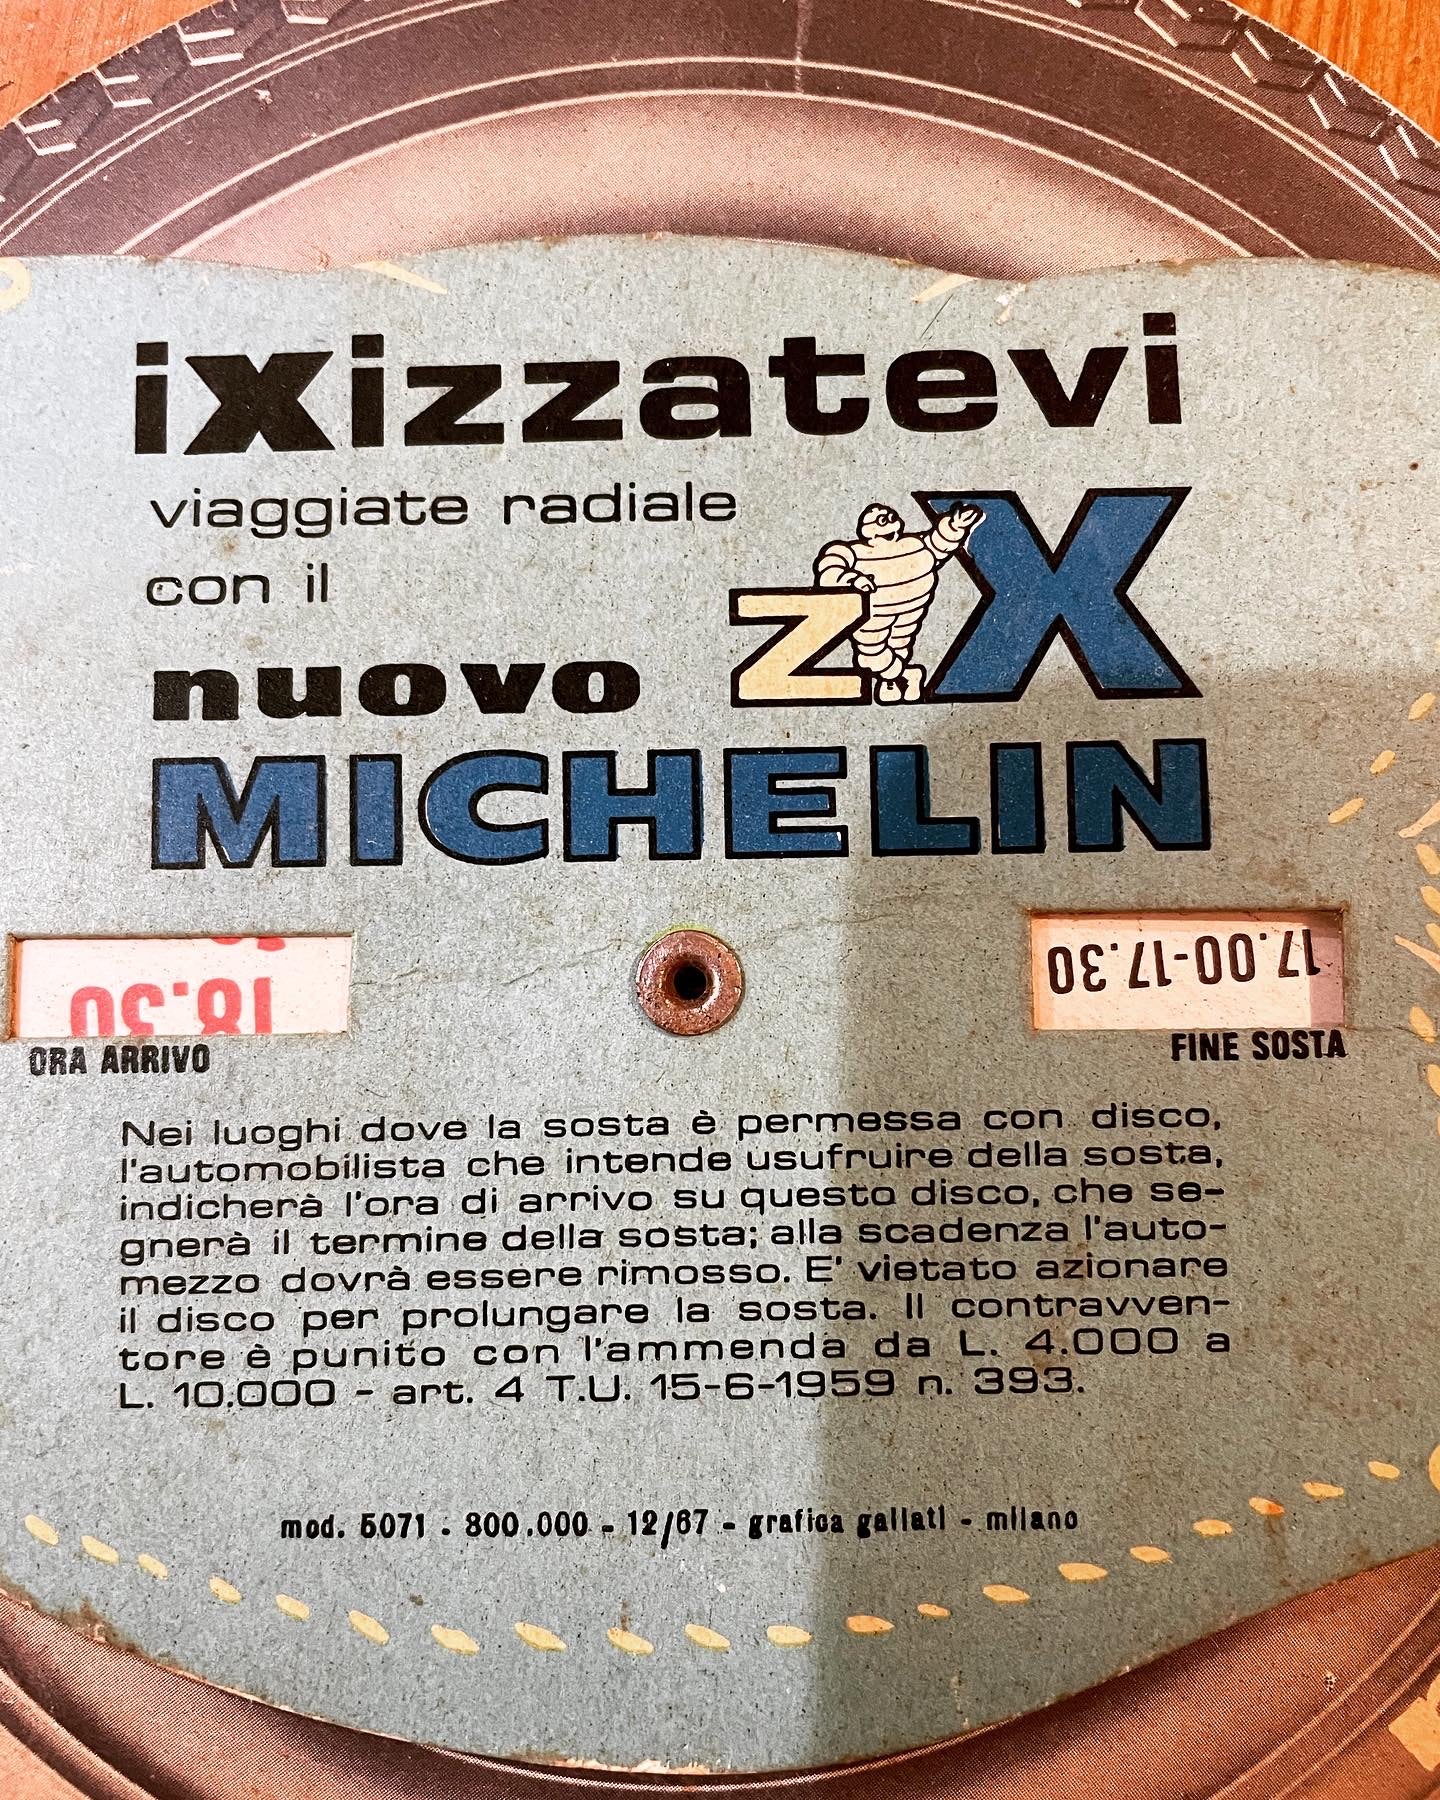 iXizzatevi
viaggiate radiale
con il
nuovo zX
MICHELIN
18.30
17.00-17.30
ORA ARRIVO
FINE SOSTA
Nei luoghi dove la sosta è permessa con disco,
l'automobilista che intende usufruire della sosta,
indicherà l'ora di arrivo su questo disco, che se-
gnerà il termine della sosta; alla scadenza l'auto-
mezzo dovrà essere rimosso. E' vietato azionare
il disco per prolungare la sosta. Il contravven-
tore è punito con l'ammenda da L. 4.000 a
L. 10.000 - art. 4 T.U. 15-6-1959 n. 393.
mod. 5071 . 800.000 - 12/67 - grafica gallati - milano